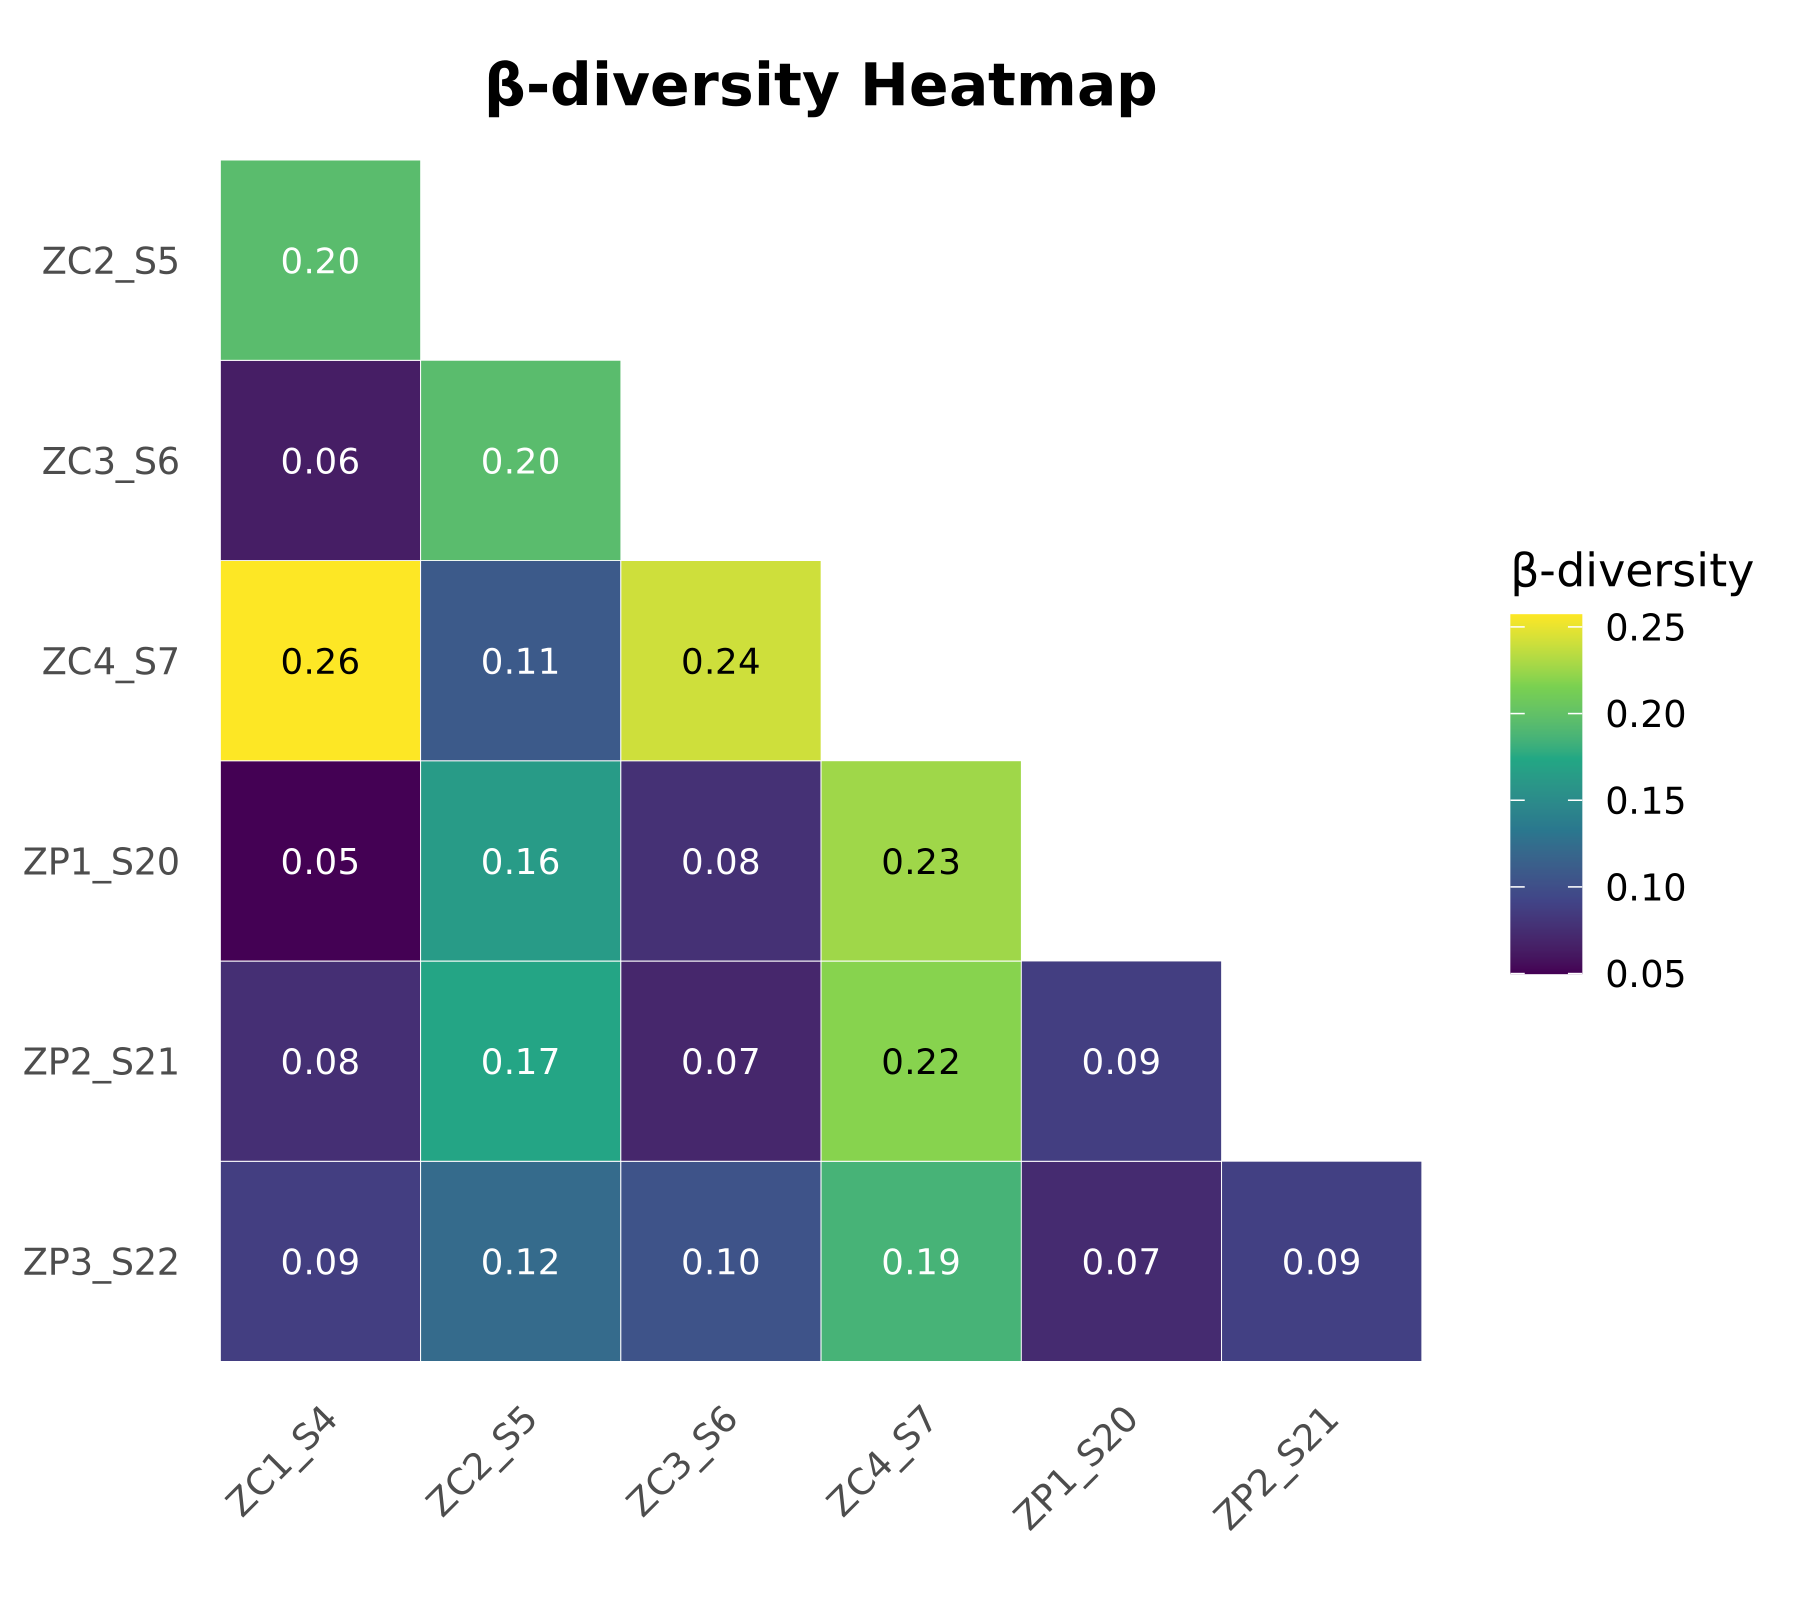 β-diversity Heatmap
ZC2_S5 0.20
ZC3_S6 0.06 0.20
ZC4_S7 0.26 0.11 0.24
ZP1_S20 0.05 0.16 0.08 0.23
ZP2_S21 0.08 0.17 0.07 0.22 0.09
ZP3_S22 0.09 0.12 0.10 0.19 0.07 0.09
ZC1_S4 ZC2_S5 ZC3_S6 ZC4_S7 ZP1_S20 ZP2_S21
β-diversity
0.25
0.20
0.15
0.10
0.05